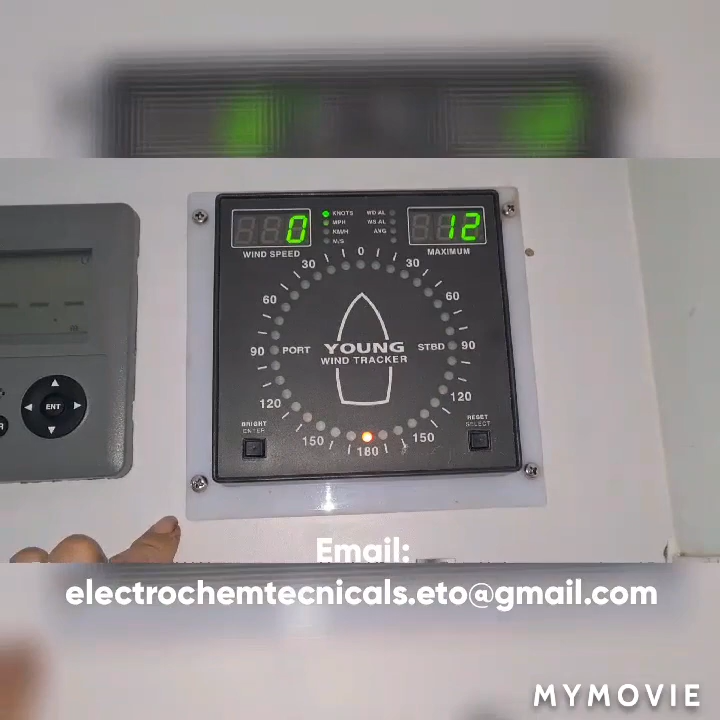 0
KNOTS
MPH
KM/H
M/S
WD AL
WS AL
AVG
12
WIND SPEED
MAXIMUM
0
30
30
60
60
90
PORT
YOUNG
WIND TRACKER
STBD
90
120
120
BRIGHT
ENTER
RESET
SELECT
150
180
150
ENT
Email:
electrochemtecnicals.eto@gmail.com
MYMOVIE